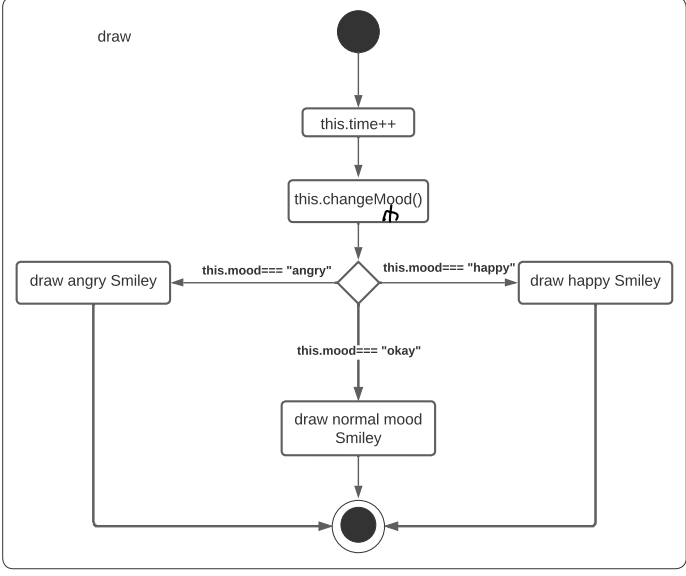 draw
this.time++
this.changeMood()
this.mood=== "angry"
this.mood=== "happy"
draw angry Smiley
draw happy Smiley
this.mood=== "okay"
draw normal mood
Smiley